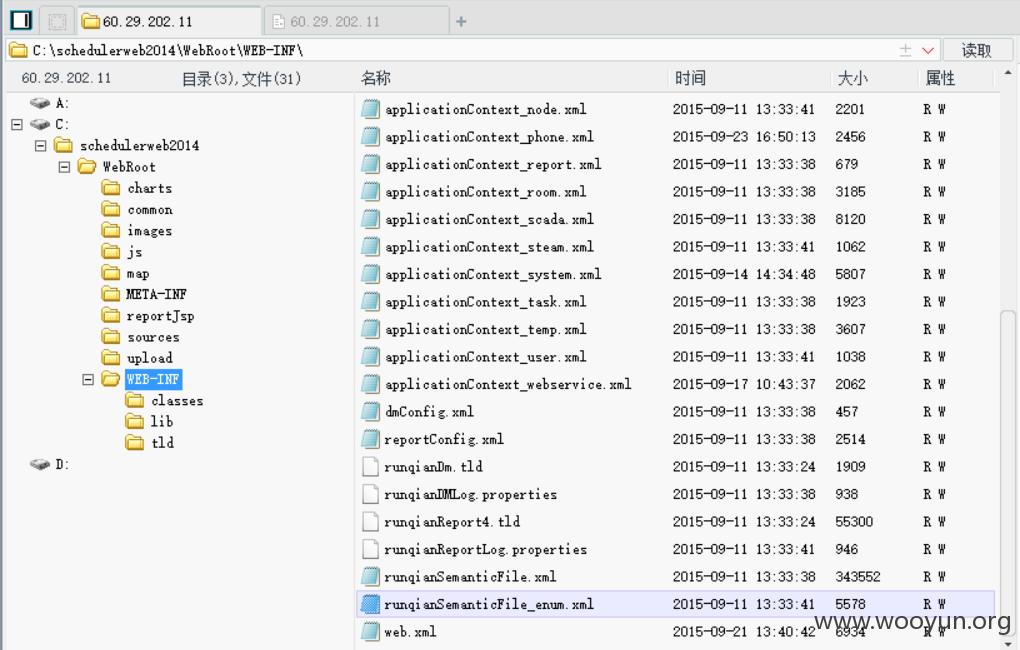 60.29.202.11
60.29.202.11
+
C:\schedulerweb2014\WebRoot\WEB-INF\
读取
60.29.202.11 目录(3),文件(31)
名称 时间 大小 属性
A:
C:
schedulerweb2014
WebRoot
charts
common
images
js
map
META-INF
reportJsp
sources
upload
WEB-INF
classes
lib
tld
D:
applicationContext_node.xml 2015-09-11 13:33:41 2201 R W
applicationContext_phone.xml 2015-09-23 16:50:13 2456 R W
applicationContext_report.xml 2015-09-11 13:33:38 679 R W
applicationContext_room.xml 2015-09-11 13:33:38 3185 R W
applicationContext_scada.xml 2015-09-11 13:33:38 8120 R W
applicationContext_steam.xml 2015-09-11 13:33:41 1062 R W
applicationContext_system.xml 2015-09-14 14:34:48 5807 R W
applicationContext_task.xml 2015-09-11 13:33:38 1923 R W
applicationContext_temp.xml 2015-09-11 13:33:38 3607 R W
applicationContext_user.xml 2015-09-11 13:33:41 1038 R W
applicationContext_webservice.xml 2015-09-17 10:43:37 2062 R W
dmConfig.xml 2015-09-11 13:33:38 457 R W
reportConfig.xml 2015-09-11 13:33:38 2514 R W
runqianDm.tld 2015-09-11 13:33:24 1909 R W
runqianDMLog.properties 2015-09-11 13:33:38 938 R W
runqianReport4.tld 2015-09-11 13:33:24 55300 R W
runqianReportLog.properties 2015-09-11 13:33:41 946 R W
runqianSemanticFile.xml 2015-09-11 13:33:38 343552 R W
runqianSemanticFile_enum.xml 2015-09-11 13:33:41 5578 R W
web.xml 2015-09-21 13:40:42 6934 R W
www.wooyun.org